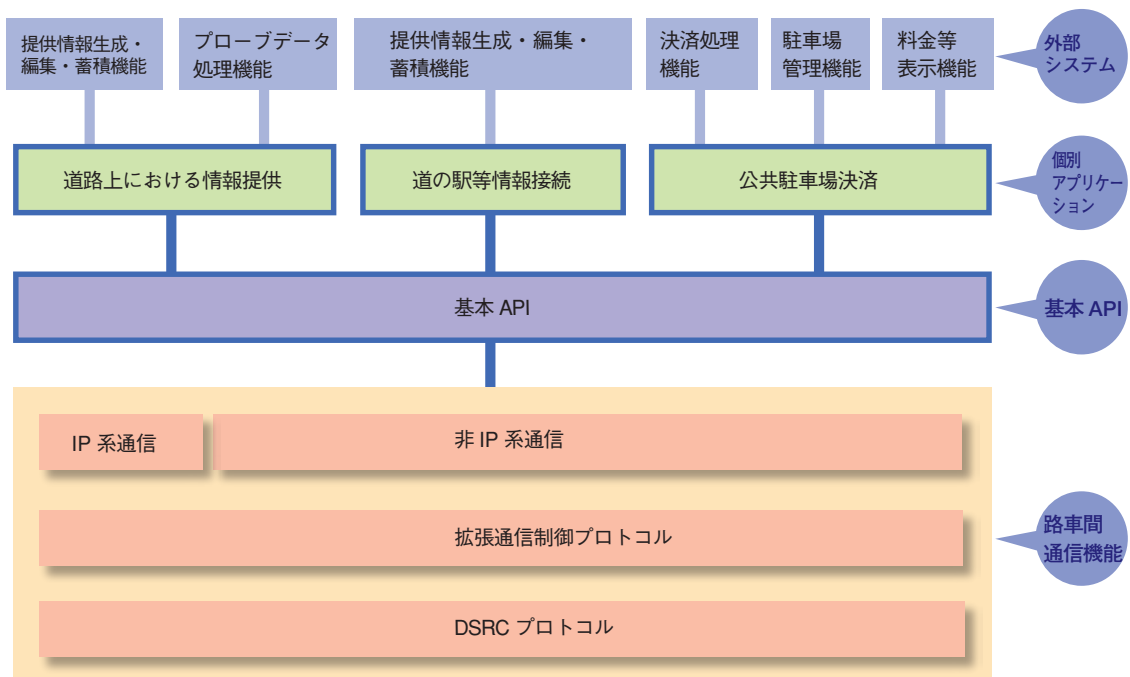 提供情報生成・
編集・蓄積機能
プローブデータ
処理機能
提供情報生成・編集・
蓄積機能
決済処理
機能
駐車場
管理機能
料金等
表示機能
外部
システム
道路上における情報提供
道の駅等情報接続
公共駐車場決済
個別
アプリケー
ション
基本 API
基本 API
IP 系通信
非 IP 系通信
拡張通信制御プロトコル
DSRC プロトコル
路車間
通信機能